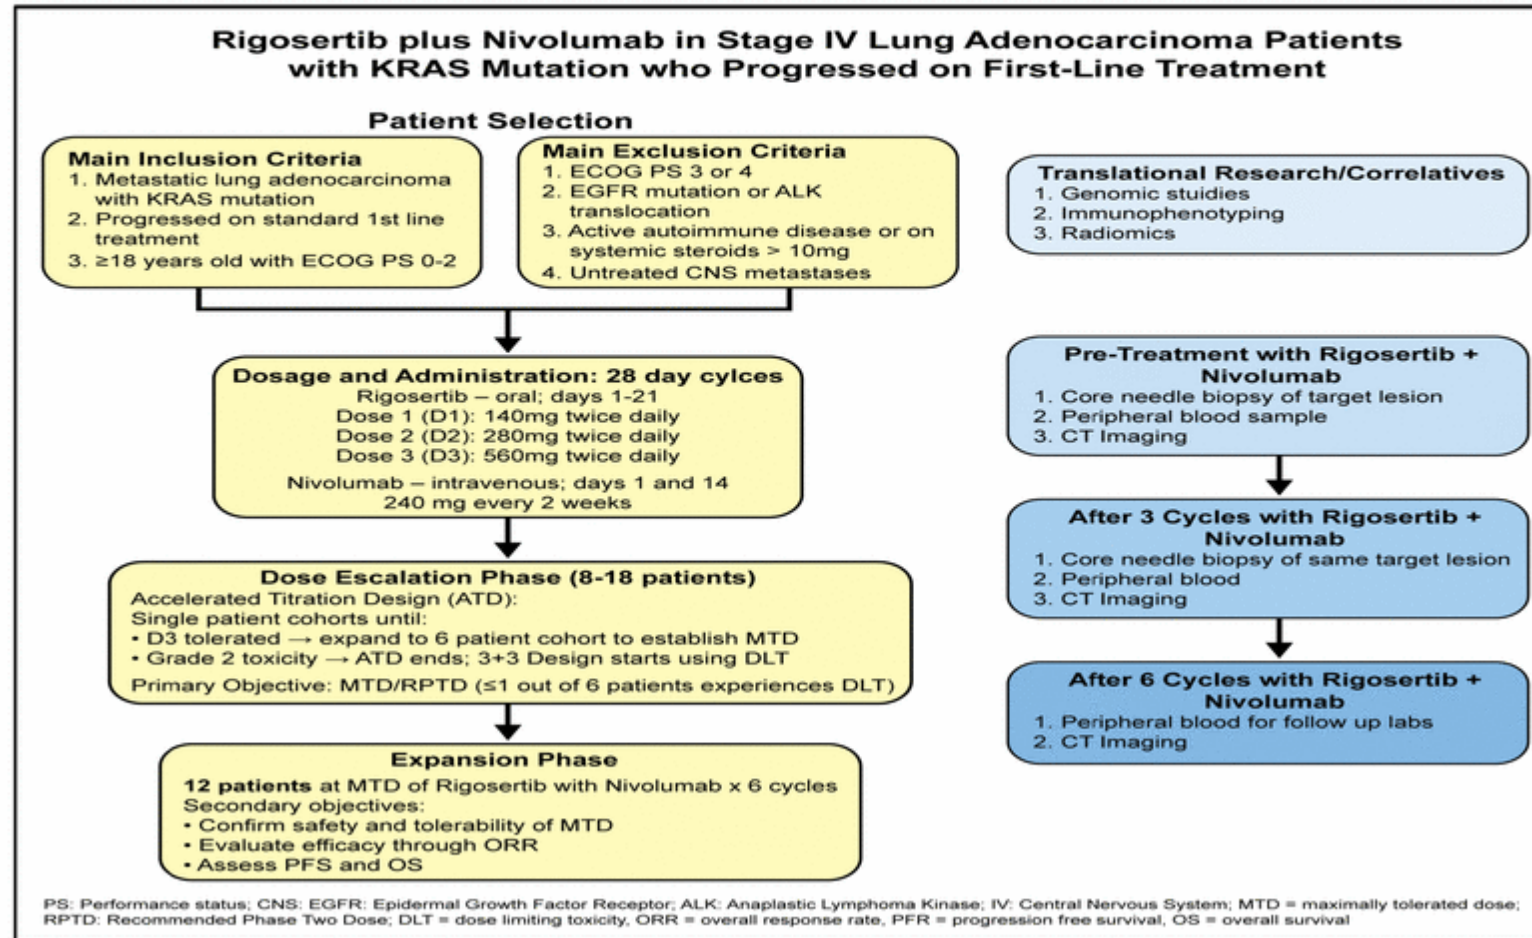 Rigosertib plus Nivolumab in Stage IV Lung Adenocarcinoma Patients
with KRAS Mutation who Progressed on First-Line Treatment
Patient Selection
Main Inclusion Criteria
1. Metastatic lung adenocarcinoma
with KRAS mutation
2. Progressed on standard 1st line
treatment
3. ≥18 years old with ECOG PS 0-2
Main Exclusion Criteria
1. ECOG PS 3 or 4
2. EGFR mutation or ALK
translocation
3. Active autoimmune disease or on
systemic steroids > 10mg
4. Untreated CNS metastases
Dosage and Administration: 28 day cylces
Rigosertib – oral; days 1-21
Dose 1 (D1): 140mg twice daily
Dose 2 (D2): 280mg twice daily
Dose 3 (D3): 560mg twice daily
Nivolumab – intravenous; days 1 and 14
240 mg every 2 weeks
Dose Escalation Phase (8-18 patients)
Accelerated Titration Design (ATD):
Single patient cohorts until:
• D3 tolerated → expand to 6 patient cohort to establish MTD
• Grade 2 toxicity → ATD ends; 3+3 Design starts using DLT
Primary Objective: MTD/RPTD (≤1 out of 6 patients experiences DLT)
Expansion Phase
12 patients at MTD of Rigosertib with Nivolumab x 6 cycles
Secondary objectives:
• Confirm safety and tolerability of MTD
• Evaluate efficacy through ORR
• Assess PFS and OS
Translational Research/Correlatives
1. Genomic studiies
2. Immunophenotyping
3. Radiomics
Pre-Treatment with Rigosertib +
Nivolumab
1. Core needle biopsy of target lesion
2. Peripheral blood sample
3. CT Imaging
After 3 Cycles with Rigosertib +
Nivolumab
1. Core needle biopsy of same target lesion
2. Peripheral blood
3. CT Imaging
After 6 Cycles with Rigosertib +
Nivolumab
1. Peripheral blood for follow up labs
2. CT Imaging
PS: Performance status; CNS: EGFR: Epidermal Growth Factor Receptor; ALK: Anaplastic Lymphoma Kinase; IV: Central Nervous System; MTD = maximally tolerated dose;
RPTD: Recommended Phase Two Dose; DLT = dose limiting toxicity, ORR = overall response rate, PFR = progression free survival, OS = overall survival